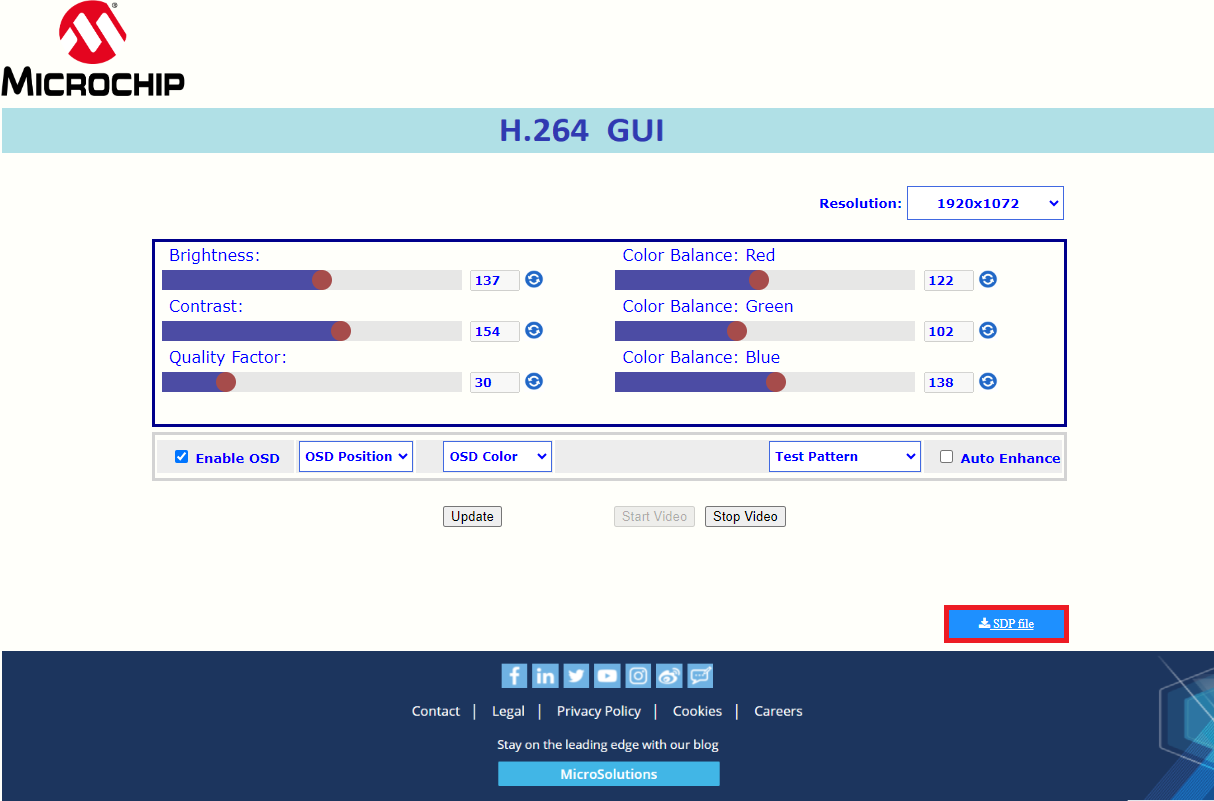 MICROCHIP
H.264 GUI
Resolution: 1920x1072
Brightness:
137
Color Balance: Red
122
Contrast:
154
Color Balance: Green
102
Quality Factor:
30
Color Balance: Blue
138
Enable OSD OSD Position OSD Color Test Pattern Auto Enhance
Update Start Video Stop Video
SDP file
Contact | Legal | Privacy Policy | Cookies | Careers
Stay on the leading edge with our blog
MicroSolutions